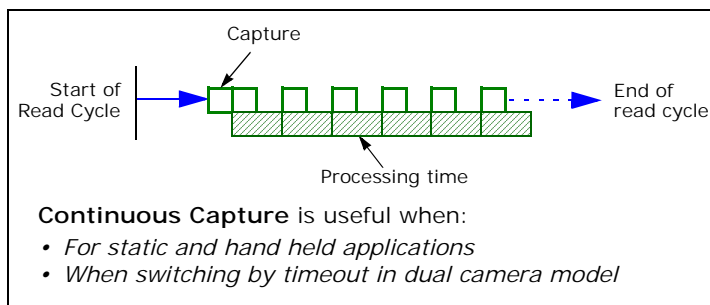 Capture
Start of
Read Cycle
End of
read cycle
Processing time
Continuous Capture is useful when:
• For static and hand held applications
• When switching by timeout in dual camera model